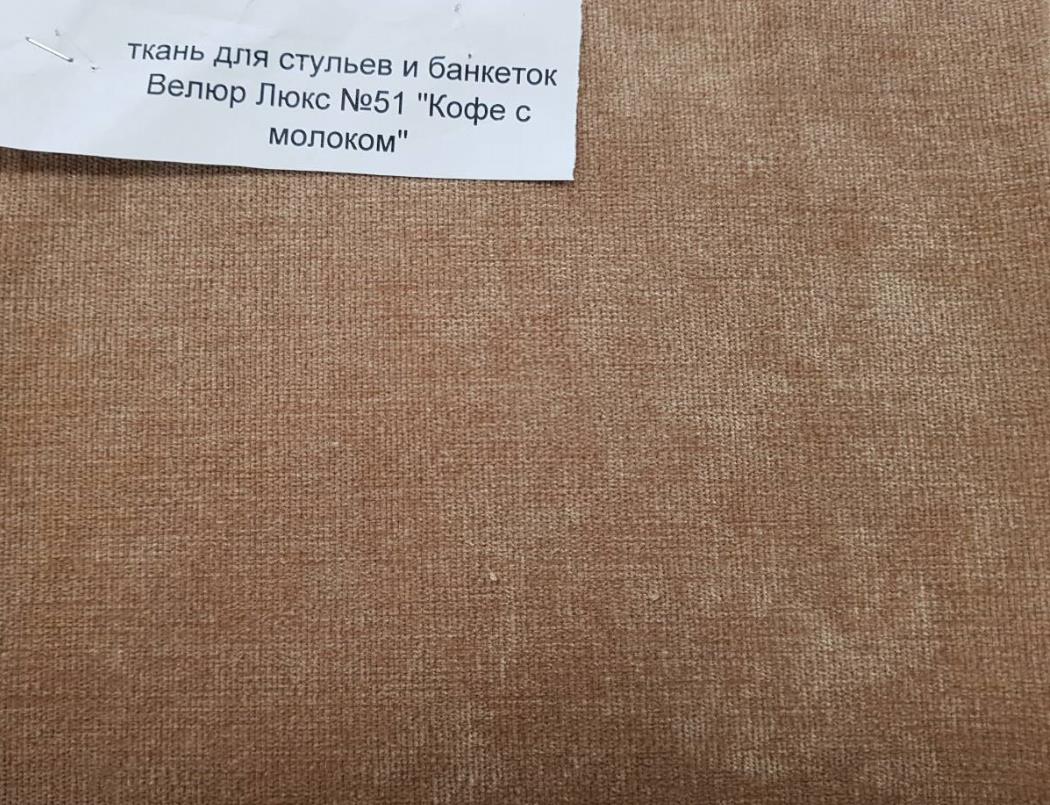 ткань для стульев и банкеток
Велюр Люкс №51 "Кофе с
молоком"